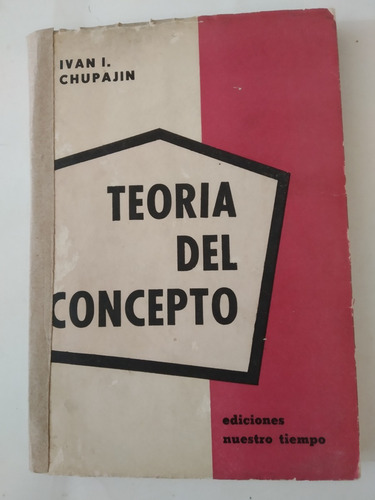 IVAN I.
CHUPAJIN
TEORIA
DEL
CONCEPTO
ediciones
nuestro tiempo